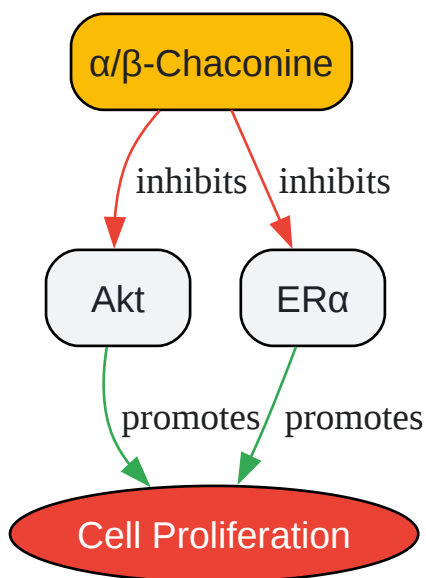 α/β-Chaconine
inhibits inhibits
Akt ERα
promotes promotes
Cell Proliferation